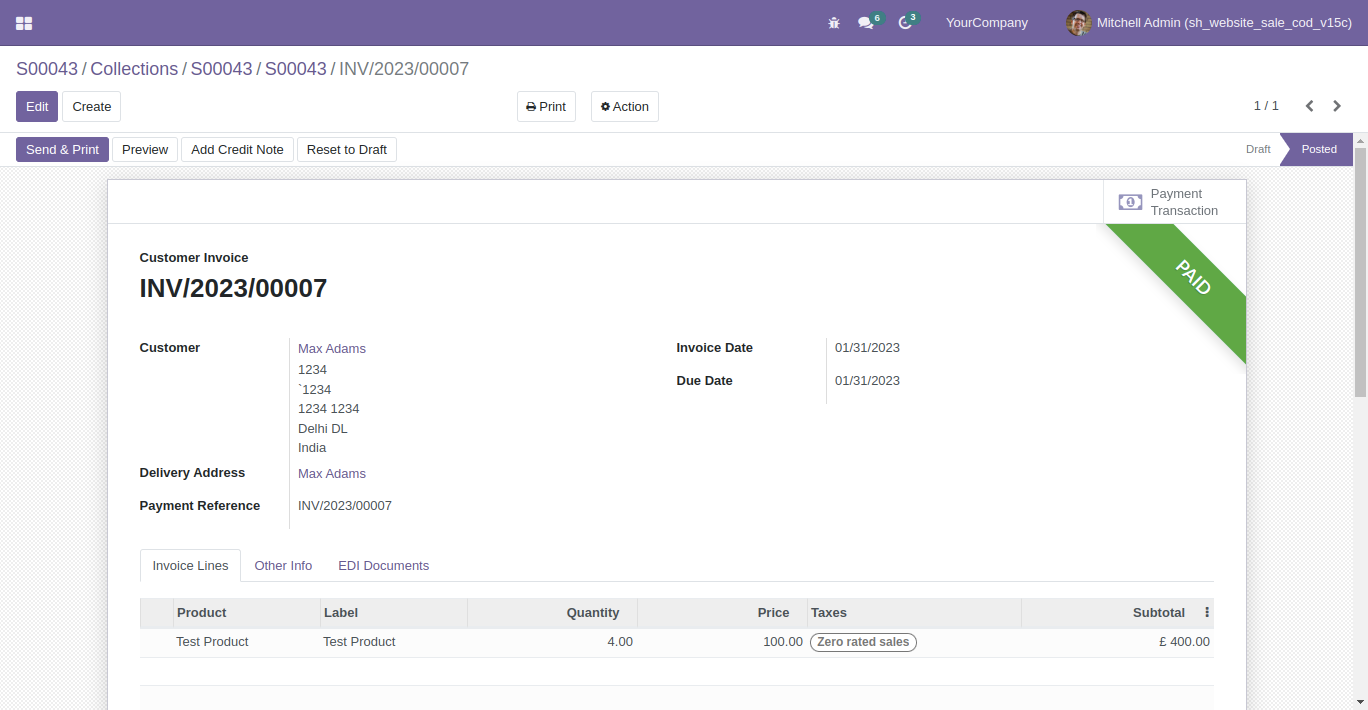 6
3
YourCompany
Mitchell Admin (sh_website_sale_cod_v15c)
S00043 / Collections / S00043 / S00043 / INV/2023/00007
Edit
Create
Print
Action
1 / 1
Send & Print
Preview
Add Credit Note
Reset to Draft
Draft
Posted
1
Payment
Transaction
PAID
Customer Invoice
INV/2023/00007
Customer
Max Adams
1234
`1234
1234 1234
Delhi DL
India
Invoice Date
01/31/2023
Due Date
01/31/2023
Delivery Address
Max Adams
Payment Reference
INV/2023/00007
Invoice Lines
Other Info
EDI Documents
Product
Label
Quantity
Price
Taxes
Subtotal
Test Product
Test Product
4.00
100.00
Zero rated sales
£ 400.00